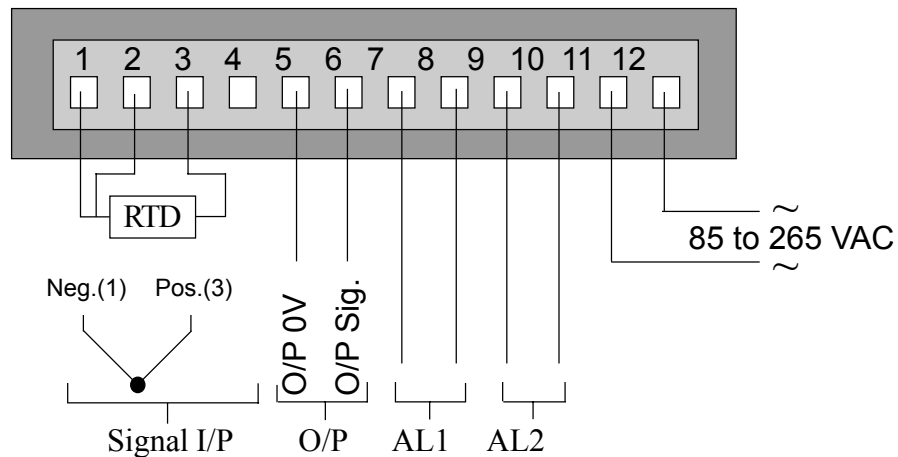 1 2 3 4 5 6 7 8 9 10 11 12
RTD
~
85 to 265 VAC
~
Neg.(1) Pos.(3)
O/P 0V
O/P Sig.
Signal I/P O/P AL1 AL2